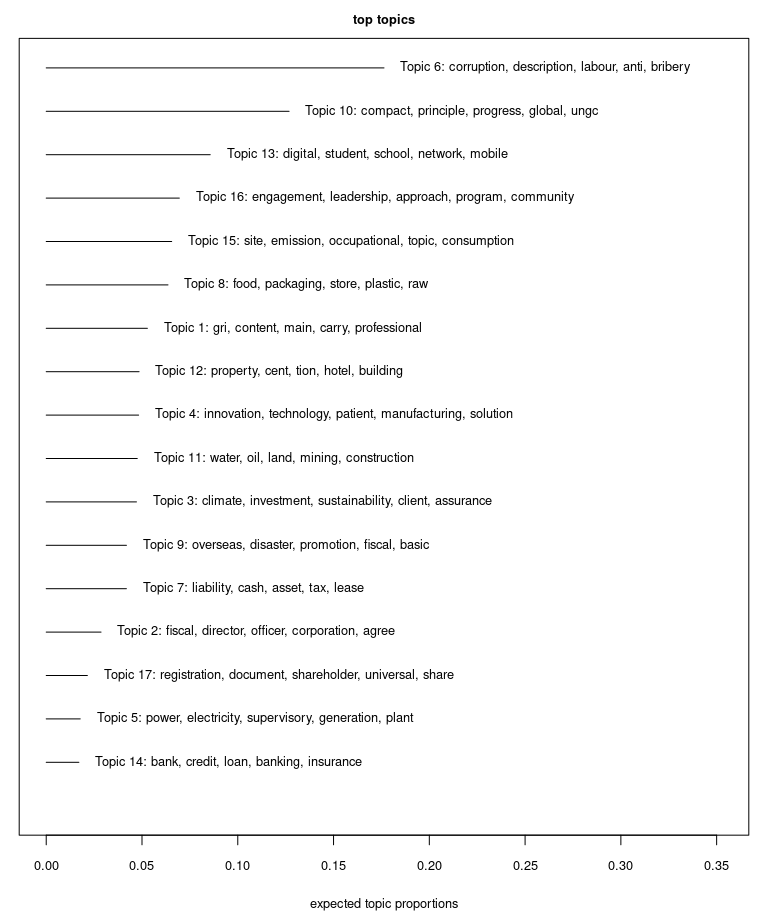 top topics
Topic 6: corruption, description, labour, anti, bribery
Topic 10: compact, principle, progress, global, ungc
Topic 13: digital, student, school, network, mobile
Topic 16: engagement, leadership, approach, program, community
Topic 15: site, emission, occupational, topic, consumption
Topic 8: food, packaging, store, plastic, raw
Topic 1: gri, content, main, carry, professional
Topic 12: property, cent, tion, hotel, building
Topic 4: innovation, technology, patient, manufacturing, solution
Topic 11: water, oil, land, mining, construction
Topic 3: climate, investment, sustainability, client, assurance
Topic 9: overseas, disaster, promotion, fiscal, basic
Topic 7: liability, cash, asset, tax, lease
Topic 2: fiscal, director, officer, corporation, agree
Topic 17: registration, document, shareholder, universal, share
Topic 5: power, electricity, supervisory, generation, plant
Topic 14: bank, credit, loan, banking, insurance
0.00 0.05 0.10 0.15 0.20 0.25 0.30 0.35
expected topic proportions